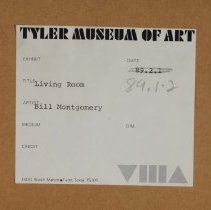 TYLER MUSEUM OF ART
EXHIBIT
DATE
89.2.1
89.1.2
TITLE Living Room
ARTIST
Bill Montgomery
MEDIUM
DIM.
CREDIT